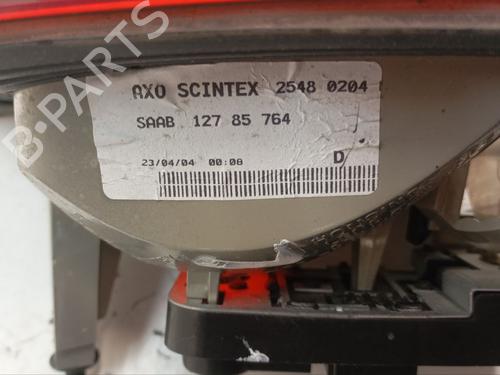 B-PARTS
AXO SCINTEX 2548 0204
SAAB 127 85 764
23/04/04 00:08 D